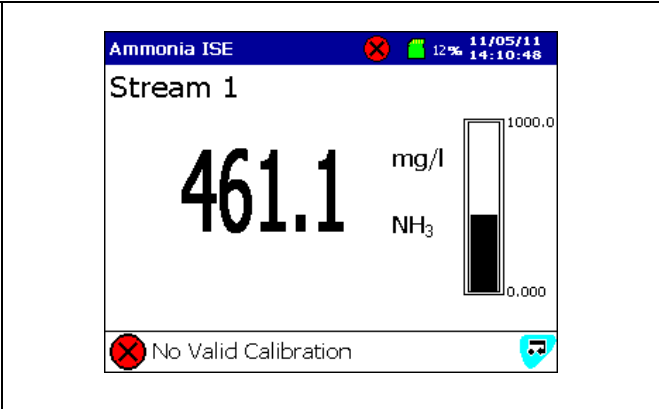 Ammonia ISE 12% 11/05/11
14:10:48
Stream 1
1000.0
461.1 mg/l
NH₃
0.000
No Valid Calibration